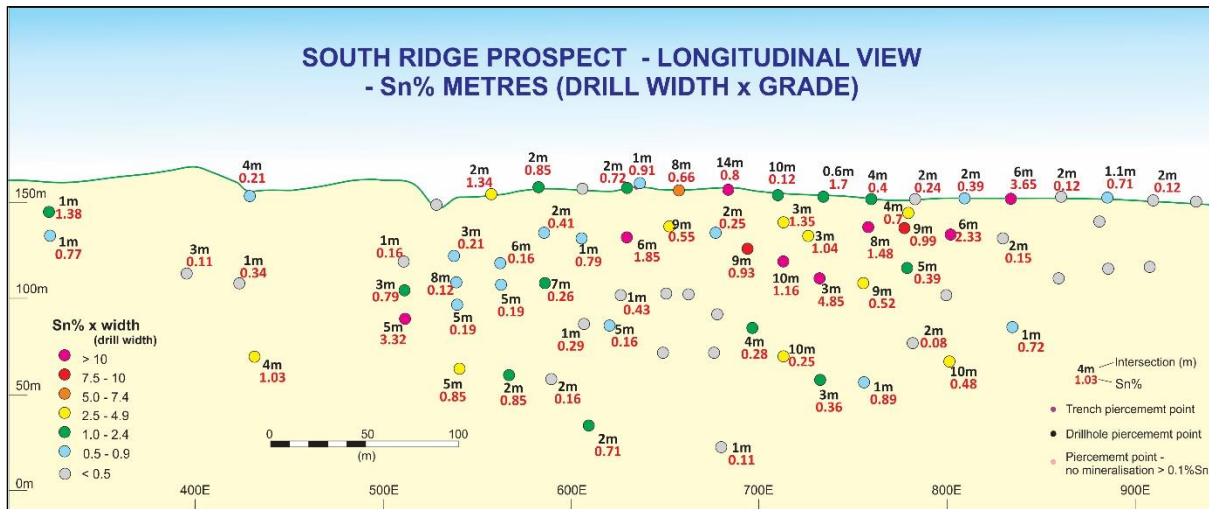 SOUTH RIDGE PROSPECT - LONGITUDINAL VIEW
- Sn% METRES (DRILL WIDTH x GRADE)
4m
0.21
2m
1.34
2m
0.85
2m
0.72
1m
0.91
8m
0.66
14m
0.8
10m
0.12
0.6m
1.7
4m
0.4
2m
0.24
2m
0.39
6m
3.65
2m
0.12
1.1m
0.71
2m
0.12
150m
1m
1.38
1m
0.77
3m
0.11
1m
0.34
1m
0.16
3m
0.21
6m
0.19
2m
0.41
1m
0.79
6m
1.85
9m
0.55
2m
0.25
9m
0.93
3m
1.35
3m
1.04
10m
1.16
3m
4.85
4m
0.7
8m
1.48
9m
0.99
6m
2.33
2m
0.15
100m
3m
0.79
8m
0.12
5m
0.19
5m
0.19
7m
0.26
1m
0.43
9m
0.52
5m
0.39
5m
3.32
1m
0.29
5m
0.16
4m
0.28
10m
0.25
2m
0.08
1m
0.72
4m
1.03
5m
0.85
2m
0.85
2m
0.16
3m
0.36
1m
0.89
10m
0.48
2m
0.71
1m
0.11
50m
0m
Sn% x width
(drill width)
> 10
7.5 - 10
5.0 - 7.4
2.5 - 4.9
1.0 - 2.4
0.5 - 0.9
< 0.5
0 50 100
(m)
4m Intersection (m)
1.03 Sn%
Trench piercememt point
Drillhole piercememt point
Piercememt point -
no mineralisation > 0.1%Sn
400E 500E 600E 700E 800E 900E